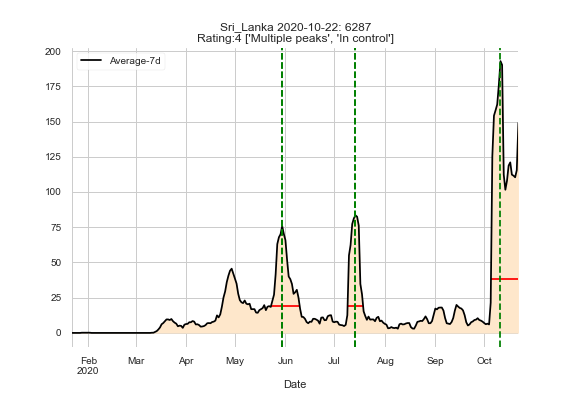 Sri_Lanka 2020-10-22: 6287
Rating:4 ['Multiple peaks', 'In control']
Average-7d
200
175
150
125
100
75
50
25
0
Feb Mar Apr May Jun Jul Aug Sep Oct
2020
Date